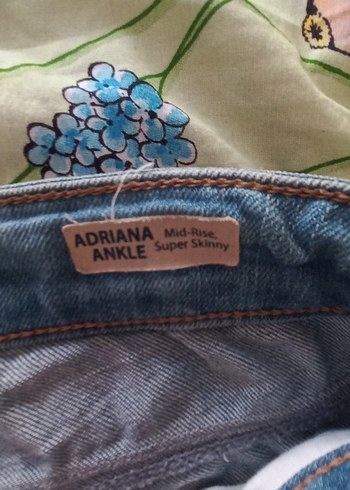 ADRIANA
ANKLE
Mid-Rise,
Super Skinny